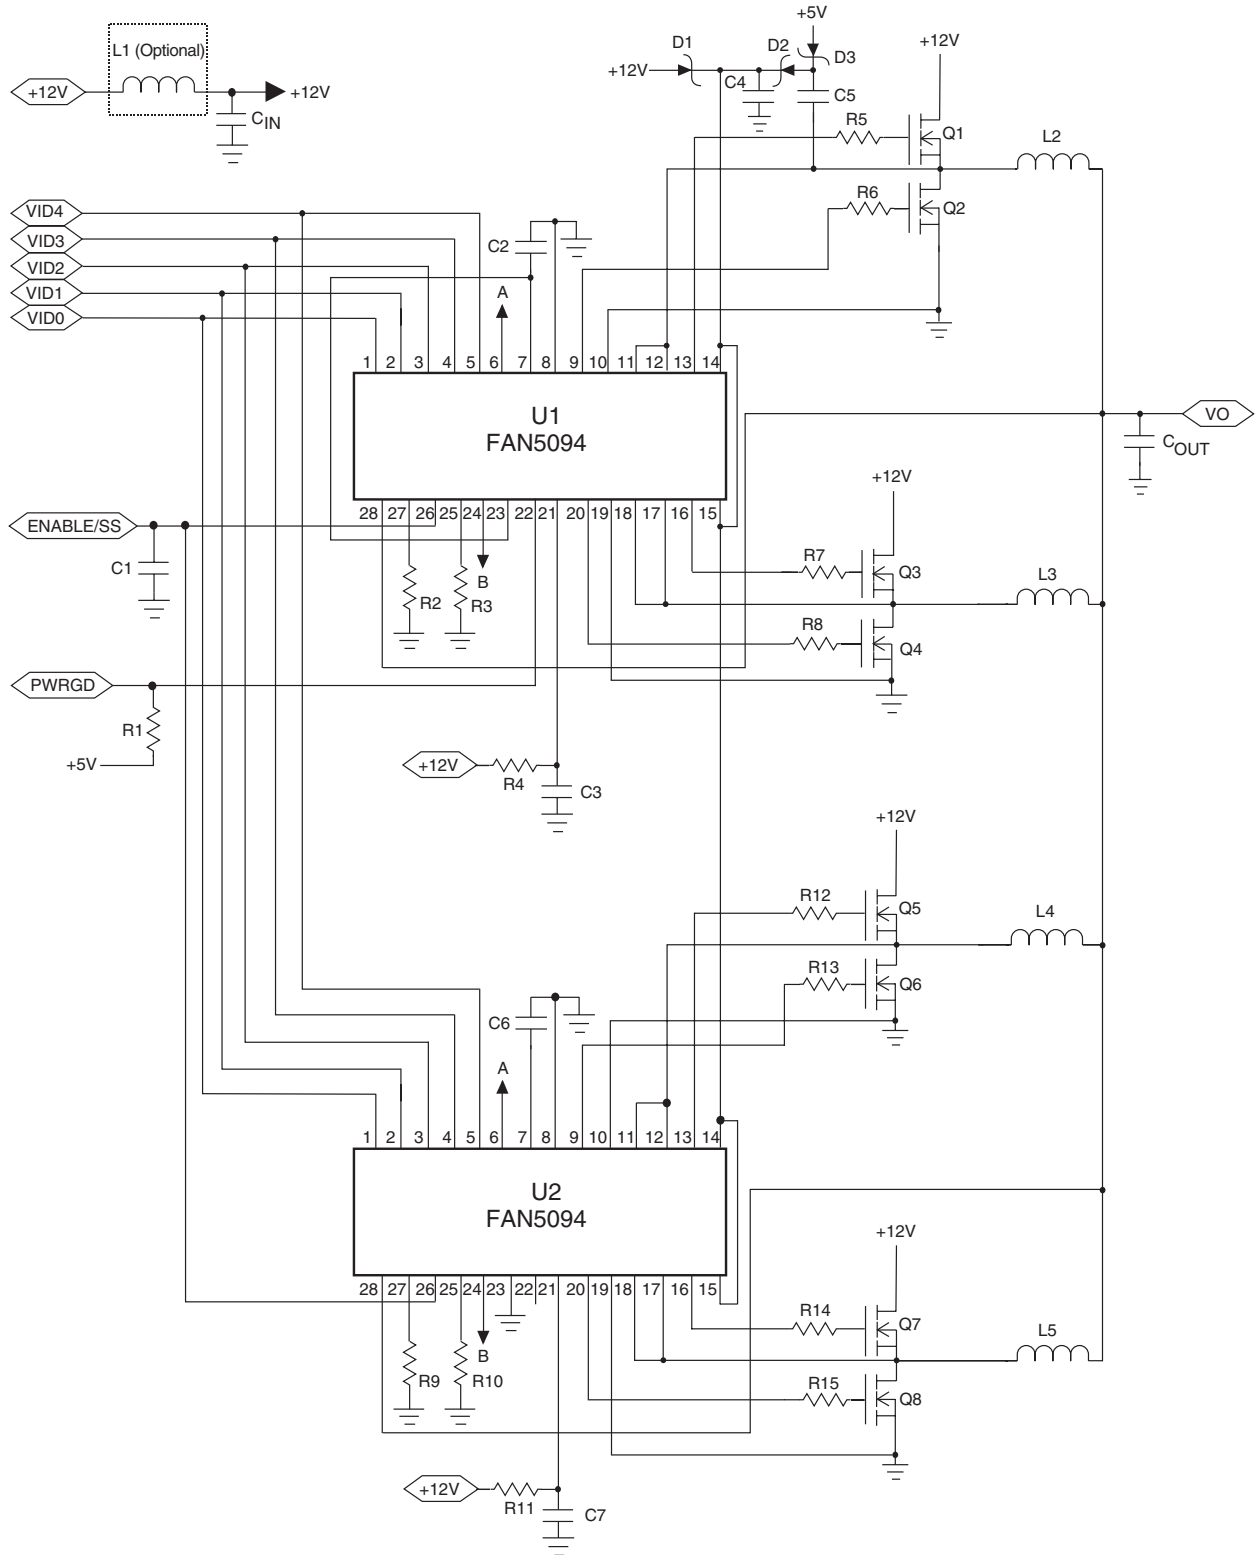 +5V
D1
D2
D3
+12V
L1 (Optional)
+12V
C4
C5
+12V
+12V
CIN
R5
Q1
L2
R6
Q2
VID4
VID3
VID2
VID1
VID0
C2
A
1 2 3 4 5 6 7 8 9 10 11 12 13 14
U1
FAN5094
VO
COUT
+12V
28 27 26 25 24 23 22 21 20 19 18 17 16 15
ENABLE/SS
C1
R2
R3
B
R7
Q3
L3
R8
Q4
PWRGD
R1
+5V
+12V
R4
C3
+12V
R12
Q5
L4
R13
Q6
C6
A
1 2 3 4 5 6 7 8 9 10 11 12 13 14
U2
FAN5094
+12V
28 27 26 25 24 23 22 21 20 19 18 17 16 15
R9
R10
B
R14
Q7
L5
R15
Q8
+12V
R11
C7